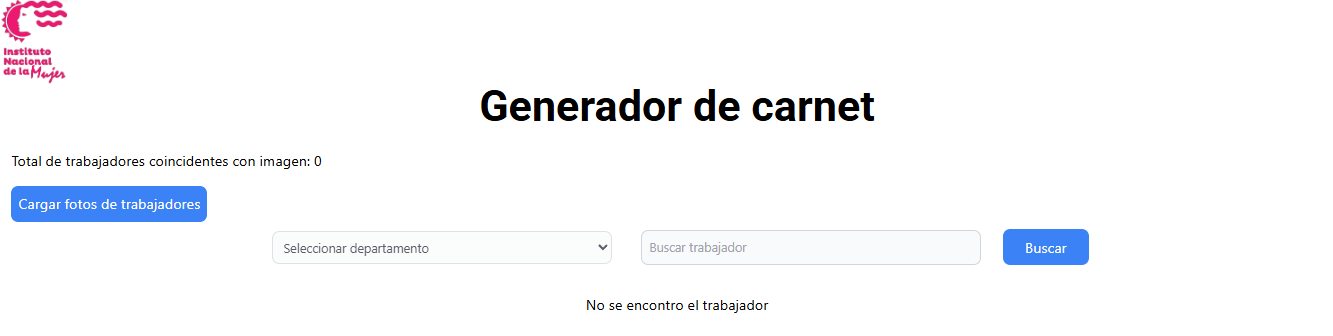 Instituto
Nacional
de la Mujer
Generador de carnet
Total de trabajadores coincidentes con imagen: 0
Cargar fotos de trabajadores
Seleccionar departamento
Buscar trabajador
Buscar
No se encontro el trabajador